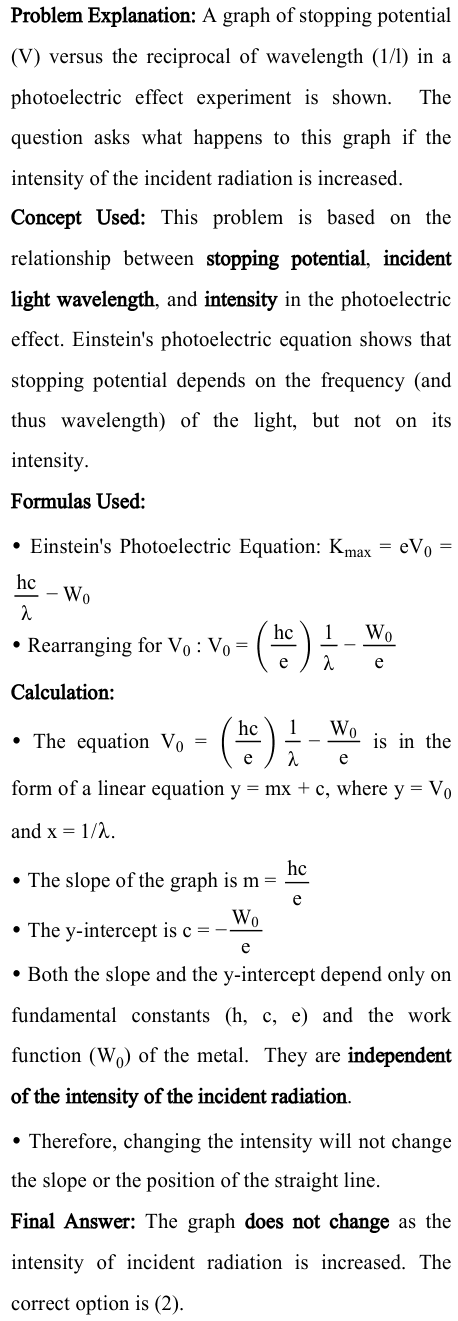 Problem Explanation: A graph of stopping potential
(V) versus the reciprocal of wavelength (1/l) in a
photoelectric effect experiment is shown. The
question asks what happens to this graph if the
intensity of the incident radiation is increased.
Concept Used: This problem is based on the
relationship between stopping potential, incident
light wavelength, and intensity in the photoelectric
effect. Einstein's photoelectric equation shows that
stopping potential depends on the frequency (and
thus wavelength) of the light, but not on its
intensity.
Formulas Used:
• Einstein's Photoelectric Equation: Kmax = eV₀ =
hc/λ − W₀
• Rearranging for V₀ : V₀ = (hc/e) 1/λ − W₀/e
Calculation:
• The equation V₀ = (hc/e) 1/λ − W₀/e is in the
form of a linear equation y = mx + c, where y = V₀
and x = 1/λ.
• The slope of the graph is m = hc/e
• The y-intercept is c = −W₀/e
• Both the slope and the y-intercept depend only on
fundamental constants (h, c, e) and the work
function (W₀) of the metal. They are independent
of the intensity of the incident radiation.
• Therefore, changing the intensity will not change
the slope or the position of the straight line.
Final Answer: The graph does not change as the
intensity of incident radiation is increased. The
correct option is (2).